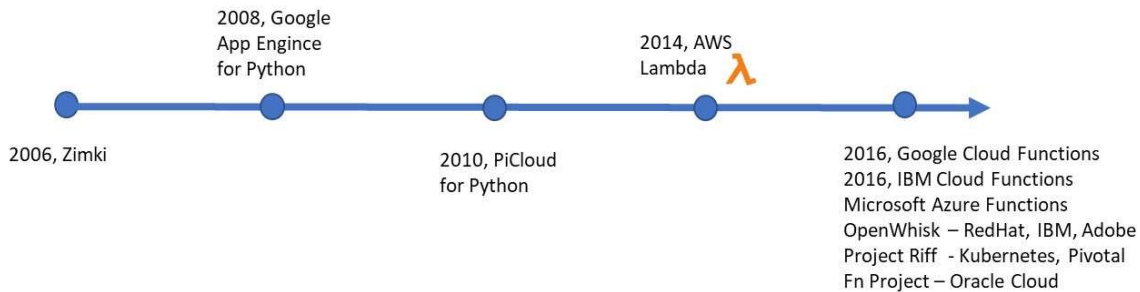 2008, Google
App Engince
for Python
2014, AWS
Lambda λ
2006, Zimki
2010, PiCloud
for Python
2016, Google Cloud Functions
2016, IBM Cloud Functions
Microsoft Azure Functions
OpenWhisk – RedHat, IBM, Adobe
Project Riff - Kubernetes, Pivotal
Fn Project – Oracle Cloud